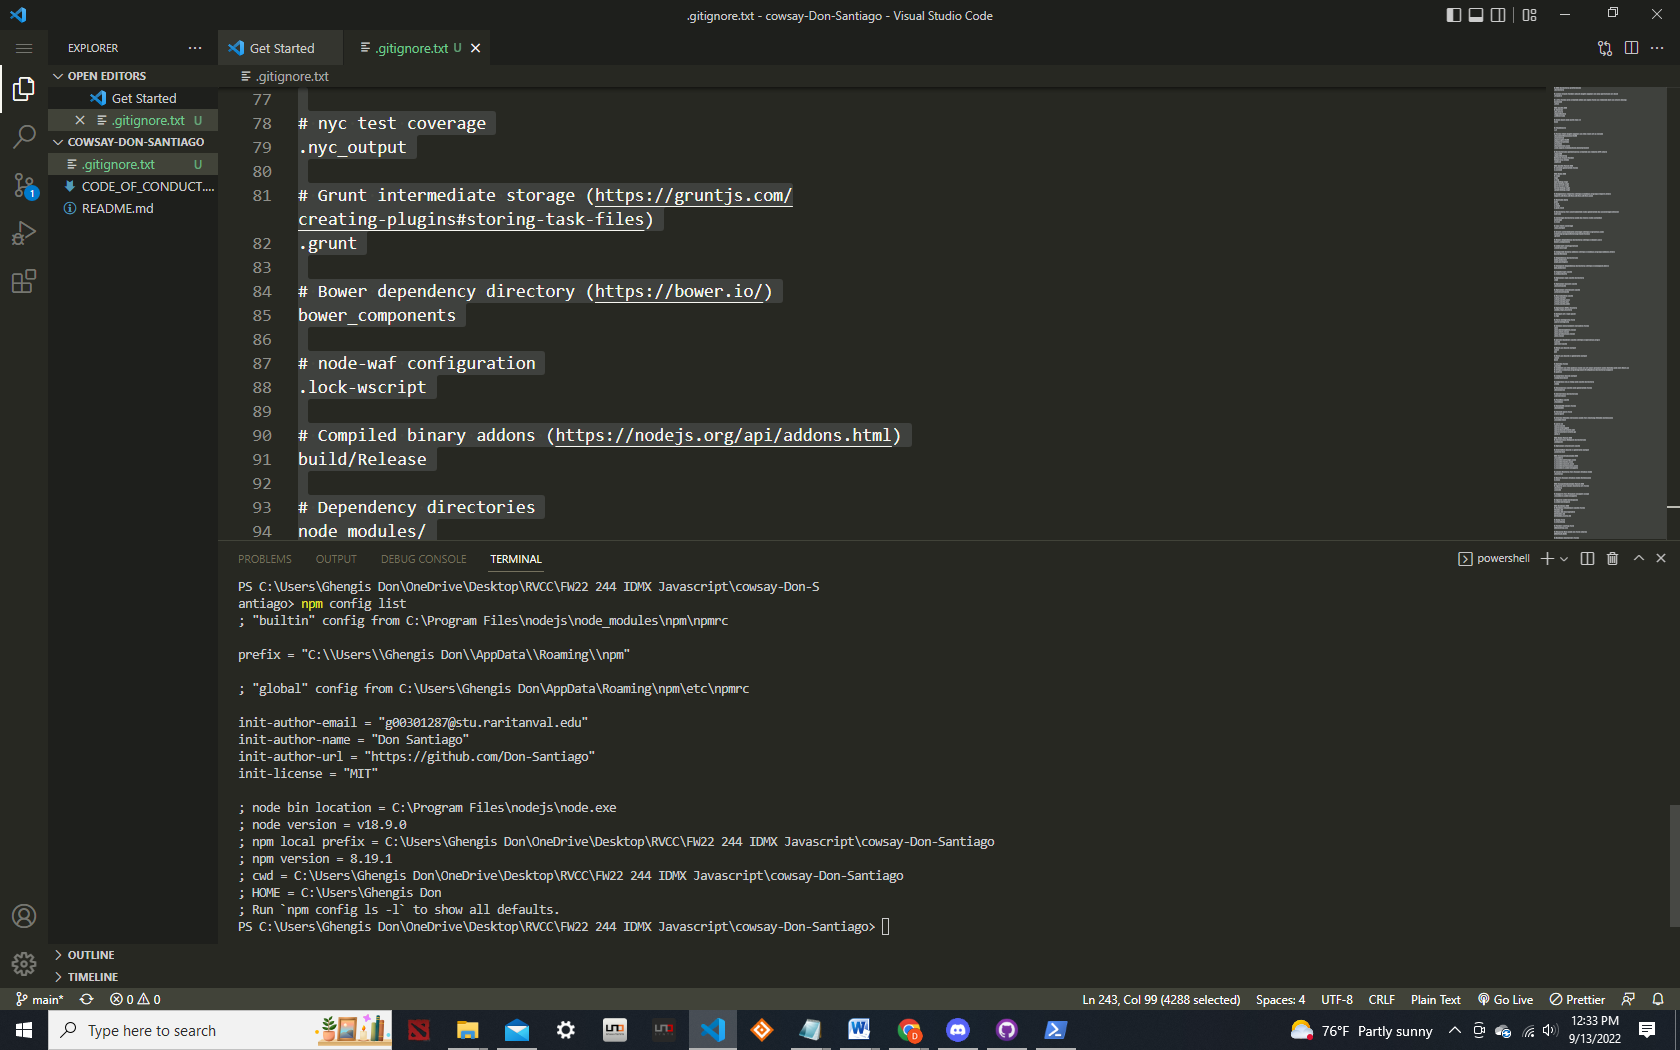 .gitignore.txt - cowsay-Don-Santiago - Visual Studio Code
EXPLORER
Get Started
.gitignore.txt U
OPEN EDITORS
.gitignore.txt
Get Started
.gitignore.txt U
COWSAY-DON-SANTIAGO
.gitignore.txt U
CODE_OF_CONDUCT....
README.md
1
77
78 # nyc test coverage
79 .nyc_output
80
81 # Grunt intermediate storage (https://gruntjs.com/
creating-plugins#storing-task-files)
82 .grunt
83
84 # Bower dependency directory (https://bower.io/)
85 bower_components
86
87 # node-waf configuration
88 .lock-wscript
89
90 # Compiled binary addons (https://nodejs.org/api/addons.html)
91 build/Release
92
93 # Dependency directories
94 node_modules/
PROBLEMS OUTPUT DEBUG CONSOLE TERMINAL
powershell
PS C:\Users\Ghengis Don\OneDrive\Desktop\RVCC\FW22 244 IDMX Javascript\cowsay-Don-S
antiago> npm config list
; "builtin" config from C:\Program Files\nodejs\node_modules\npm\npmrc
prefix = "C:\\Users\\Ghengis Don\\AppData\\Roaming\\npm"
; "global" config from C:\Users\Ghengis Don\AppData\Roaming\npm\etc\npmrc
init-author-email = "g00301287@stu.raritanval.edu"
init-author-name = "Don Santiago"
init-author-url = "https://github.com/Don-Santiago"
init-license = "MIT"
; node bin location = C:\Program Files\nodejs\node.exe
; node version = v18.9.0
; npm local prefix = C:\Users\Ghengis Don\OneDrive\Desktop\RVCC\FW22 244 IDMX Javascript\cowsay-Don-Santiago
; npm version = 8.19.1
; cwd = C:\Users\Ghengis Don\OneDrive\Desktop\RVCC\FW22 244 IDMX Javascript\cowsay-Don-Santiago
; HOME = C:\Users\Ghengis Don
; Run `npm config ls -l` to show all defaults.
PS C:\Users\Ghengis Don\OneDrive\Desktop\RVCC\FW22 244 IDMX Javascript\cowsay-Don-Santiago>
OUTLINE
TIMELINE
main* 0 0
Ln 243, Col 99 (4288 selected) Spaces: 4 UTF-8 CRLF Plain Text Go Live Prettier
Type here to search
76°F Partly sunny
12:33 PM
9/13/2022